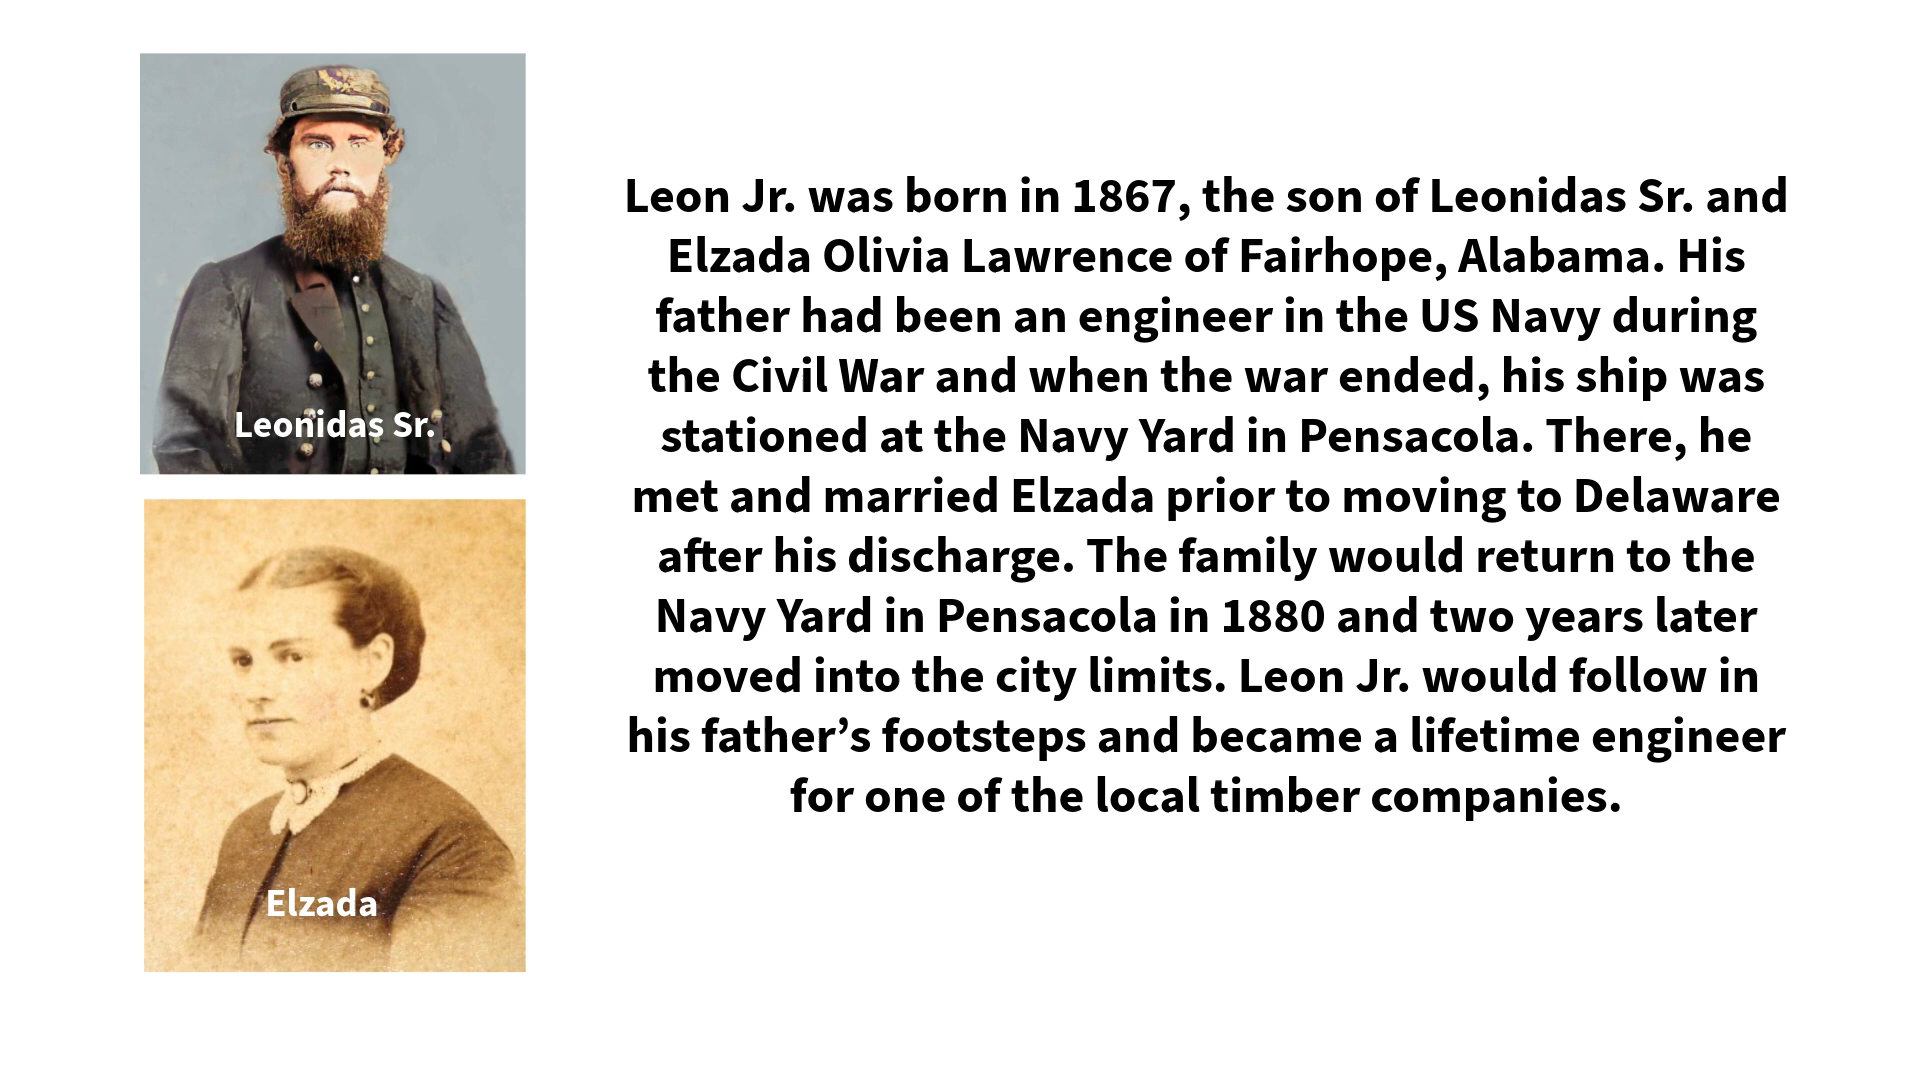 Leonidas Sr.
Elzada
Leon Jr. was born in 1867, the son of Leonidas Sr. and
Elzada Olivia Lawrence of Fairhope, Alabama. His
father had been an engineer in the US Navy during
the Civil War and when the war ended, his ship was
stationed at the Navy Yard in Pensacola. There, he
met and married Elzada prior to moving to Delaware
after his discharge. The family would return to the
Navy Yard in Pensacola in 1880 and two years later
moved into the city limits. Leon Jr. would follow in
his father’s footsteps and became a lifetime engineer
for one of the local timber companies.